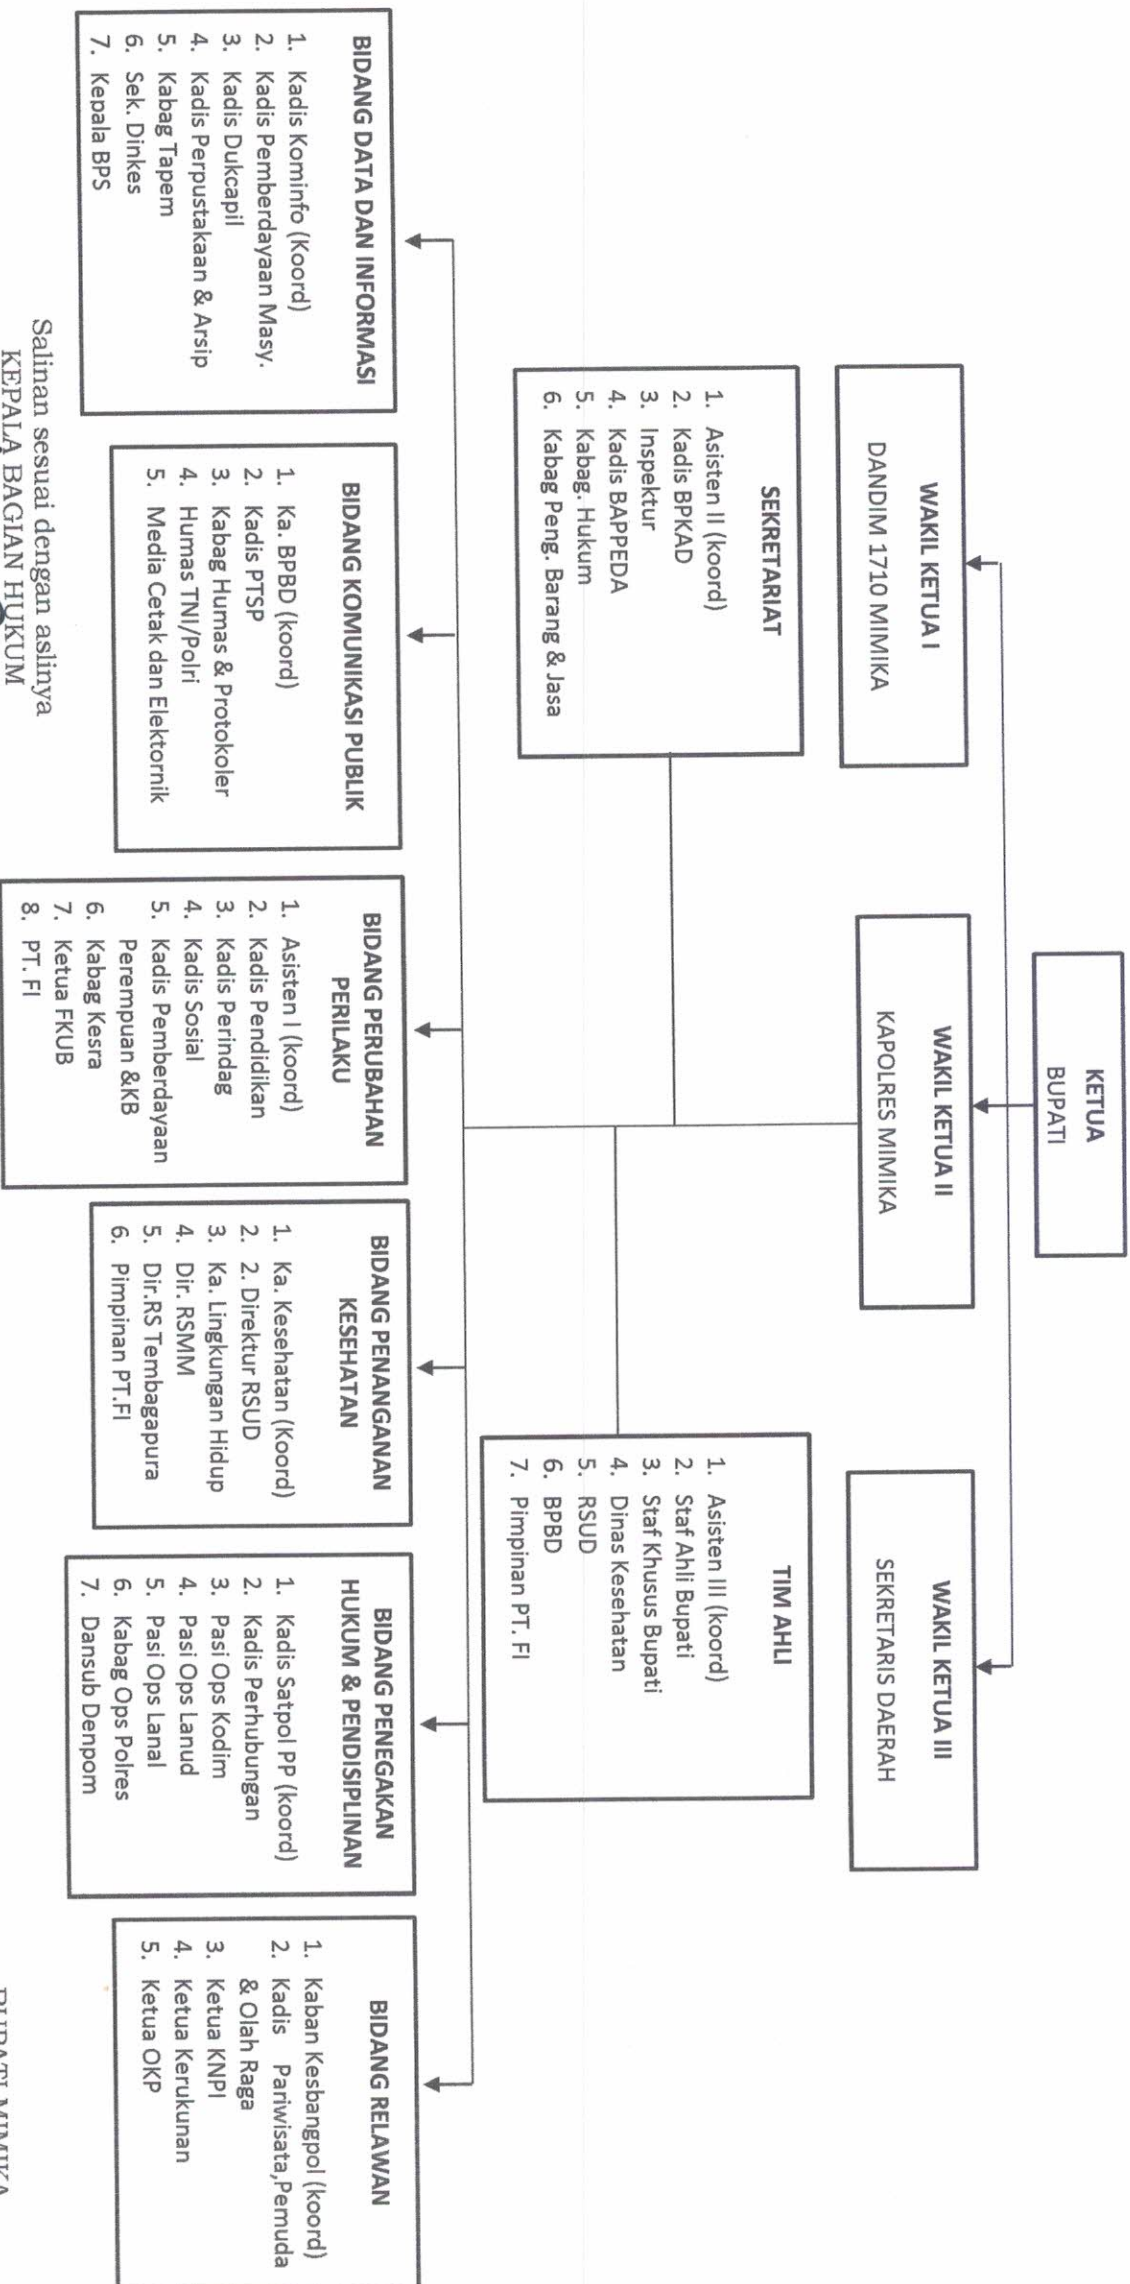 KETUA
BUPATI
WAKIL KETUA I
DANDIM 1710 MIMIKA
WAKIL KETUA II
KAPOLRES MIMIKA
WAKIL KETUA III
SEKRETARIS DAERAH
SEKRETARIAT
1. Asisten II (koord)
2. Kadis BPKAD
3. Inspektur
4. Kadis BAPPEDA
5. Kabag. Hukum
6. Kabag Peng. Barang & Jasa
TIM AHLI
1. Asisten III (koord)
2. Staf Ahli Bupati
3. Staf Khusus Bupati
4. Dinas Kesehatan
5. RSUD
6. BPBD
7. Pimpinan PT. FI
BIDANG DATA DAN INFORMASI
1. Kadis Kominfo (Koord)
2. Kadis Pemberdayaan Masy.
3. Kadis Dukcapil
4. Kadis Perpustakaan & Arsip
5. Kabag Tapem
6. Sek. Dinkes
7. Kepala BPS
BIDANG KOMUNIKASI PUBLIK
1. Ka. BPBD (koord)
2. Kadis PTSP
3. Kabag Humas & Protokoler
4. Humas TNI/Polri
5. Media Cetak dan Elektornik
BIDANG PERUBAHAN
PERILAKU
1. Asisten I (koord)
2. Kadis Pendidikan
3. Kadis Perindag
4. Kadis Sosial
5. Kadis Pemberdayaan
Perempuan &KB
6. Kabag Kesra
7. Ketua FKUB
8. PT. FI
BIDANG PENANGANAN
KESEHATAN
1. Ka. Kesehatan (Koord)
2. 2. Direktur RSUD
3. Ka. Lingkungan Hidup
4. Dir. RSMM
5. Dir.RS Tembagapura
6. Pimpinan PT.FI
BIDANG PENEGAKAN
HUKUM & PENDISIPLINAN
1. Kadis Satpol PP (koord)
2. Kadis Perhubungan
3. Pasi Ops Kodim
4. Pasi Ops Lanud
5. Pasi Ops Lanal
6. Kabag Ops Polres
7. Dansub Denpom
BIDANG RELAWAN
1. Kaban Kesbangpol (koord)
2. Kadis Pariwisata,Pemuda
& Olah Raga
3. Ketua KNPI
4. Ketua Kerukunan
5. Ketua OKP
Salinan sesuai dengan aslinya
KEPALA BAGIAN HUKUM
BUPATI MIMIKA